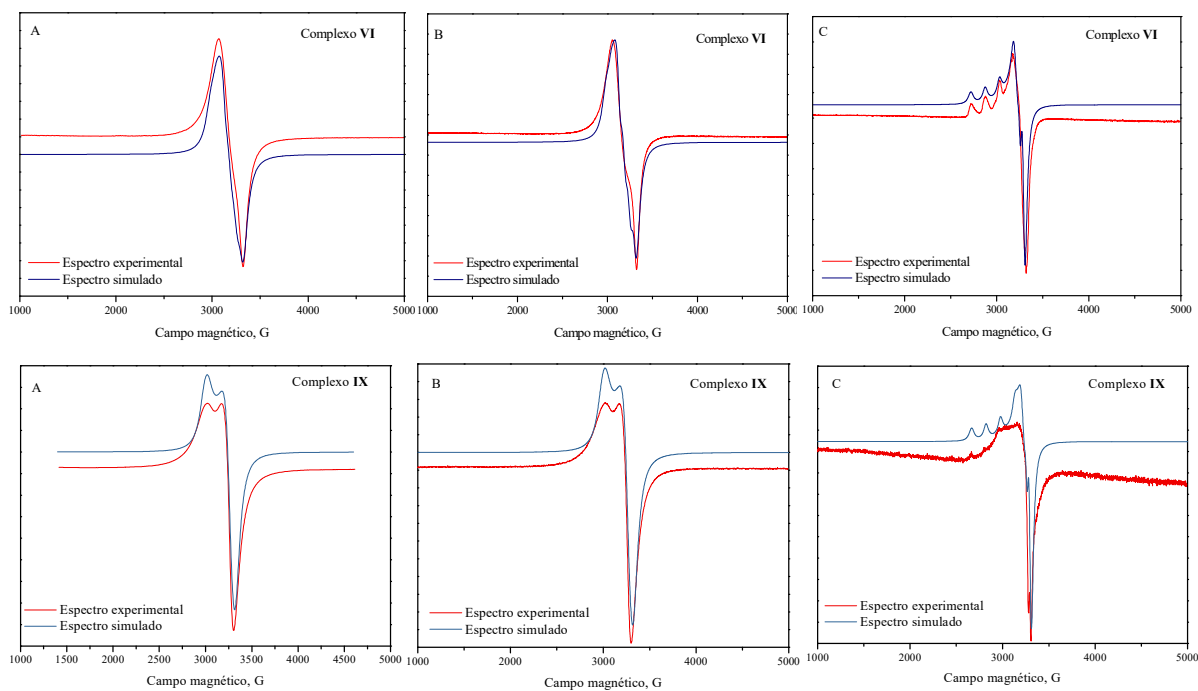 A
Complexo VI
Espectro experimental
Espectro simulado
1000 2000 3000 4000 5000
Campo magnético, G
B
Complexo VI
Espectro experimental
Espectro simulado
1000 2000 3000 4000 5000
Campo magnético, G
C
Complexo VI
Espectro experimental
Espectro simulado
1000 2000 3000 4000 5000
Campo magnético, G
A
Complexo IX
Espectro experimental
Espectro simulado
1000 1500 2000 2500 3000 3500 4000 4500 5000
Campo magnético, G
B
Complexo IX
Espectro experimental
Espectro simulado
1000 2000 3000 4000 5000
Campo magnético, G
C
Complexo IX
Espectro experimental
Espectro simulado
1000 2000 3000 4000 5000
Campo magnético, G